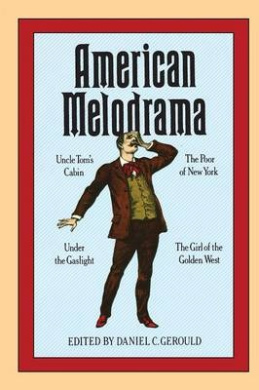 American
Melodrama
Uncle Tom's
Cabin
The Poor
of New York
Under
the Gaslight
The Girl of the
Golden West
EDITED BY DANIEL C. GEROULD